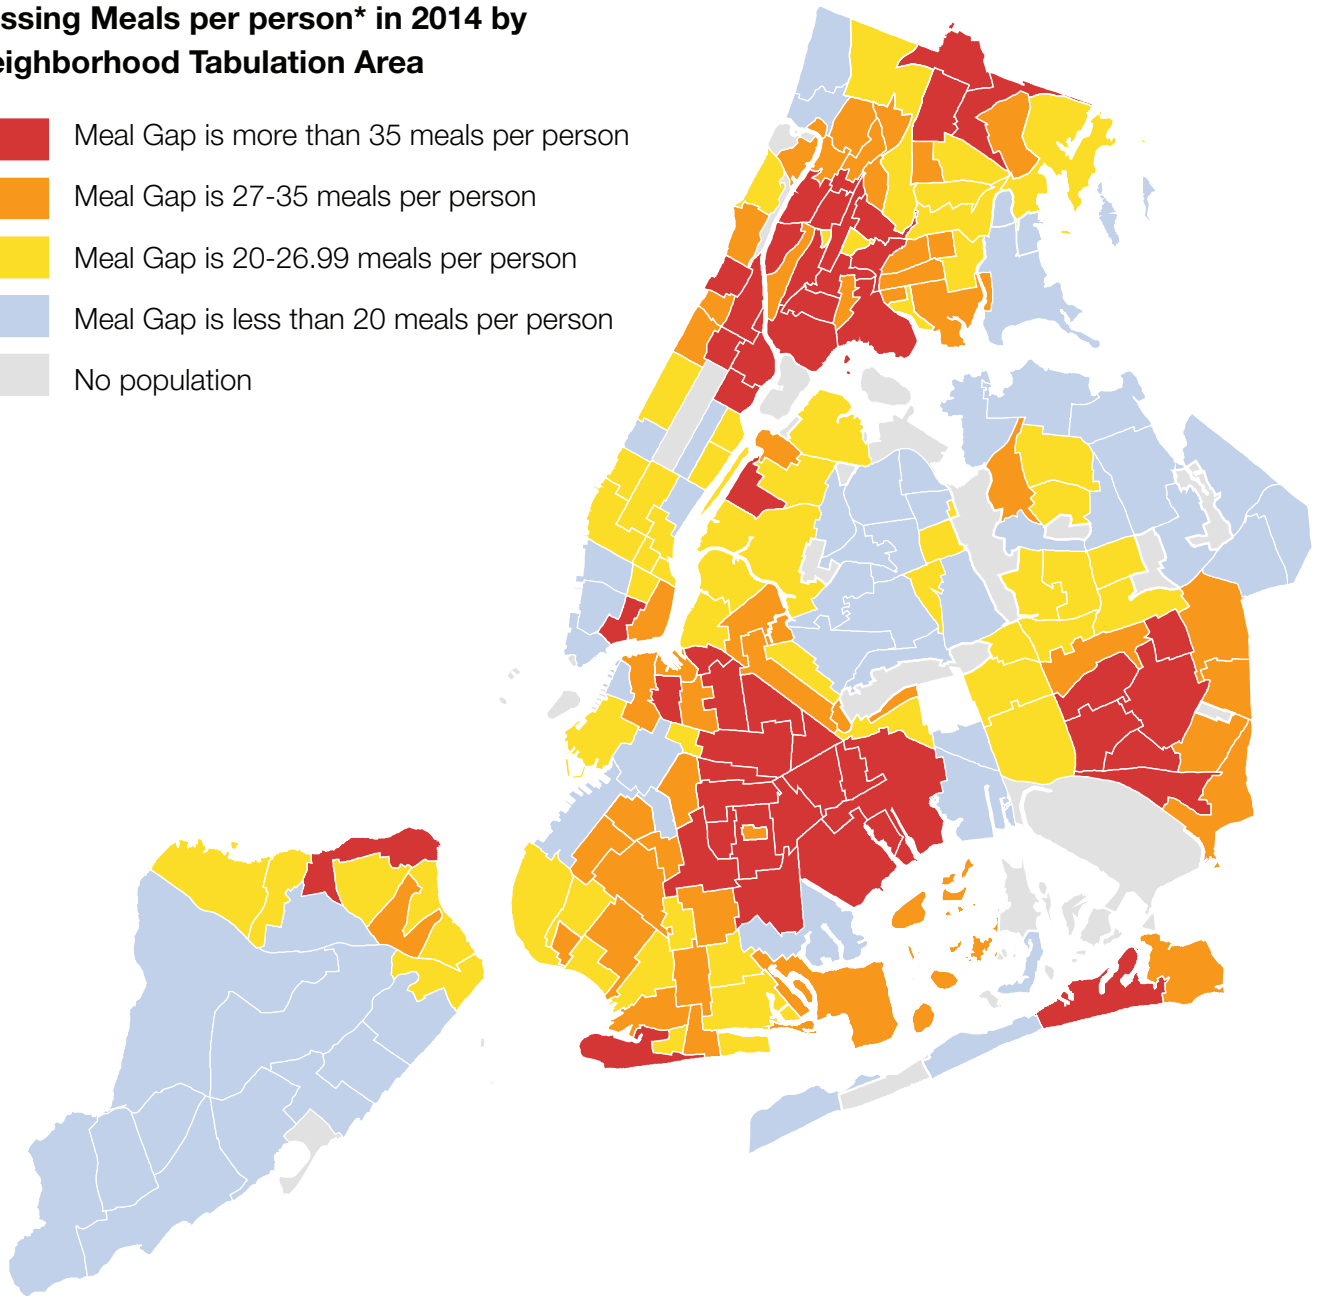 ssing Meals per person* in 2014 by
eighborhood Tabulation Area
Meal Gap is more than 35 meals per person
Meal Gap is 27-35 meals per person
Meal Gap is 20-26.99 meals per person
Meal Gap is less than 20 meals per person
No population